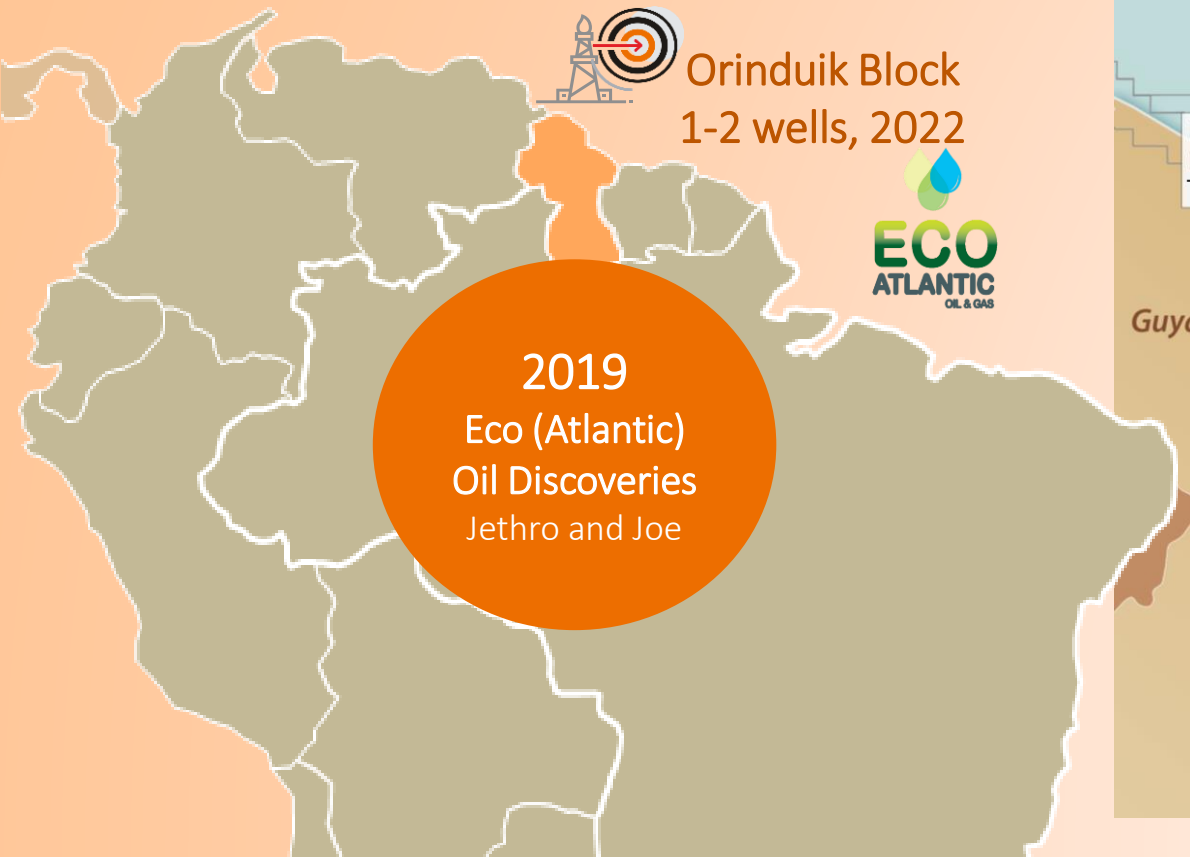 Orinduik Block
1-2 wells, 2022
ECO
ATLANTIC
OIL & GAS
2019
Eco (Atlantic)
Oil Discoveries
Jethro and Joe